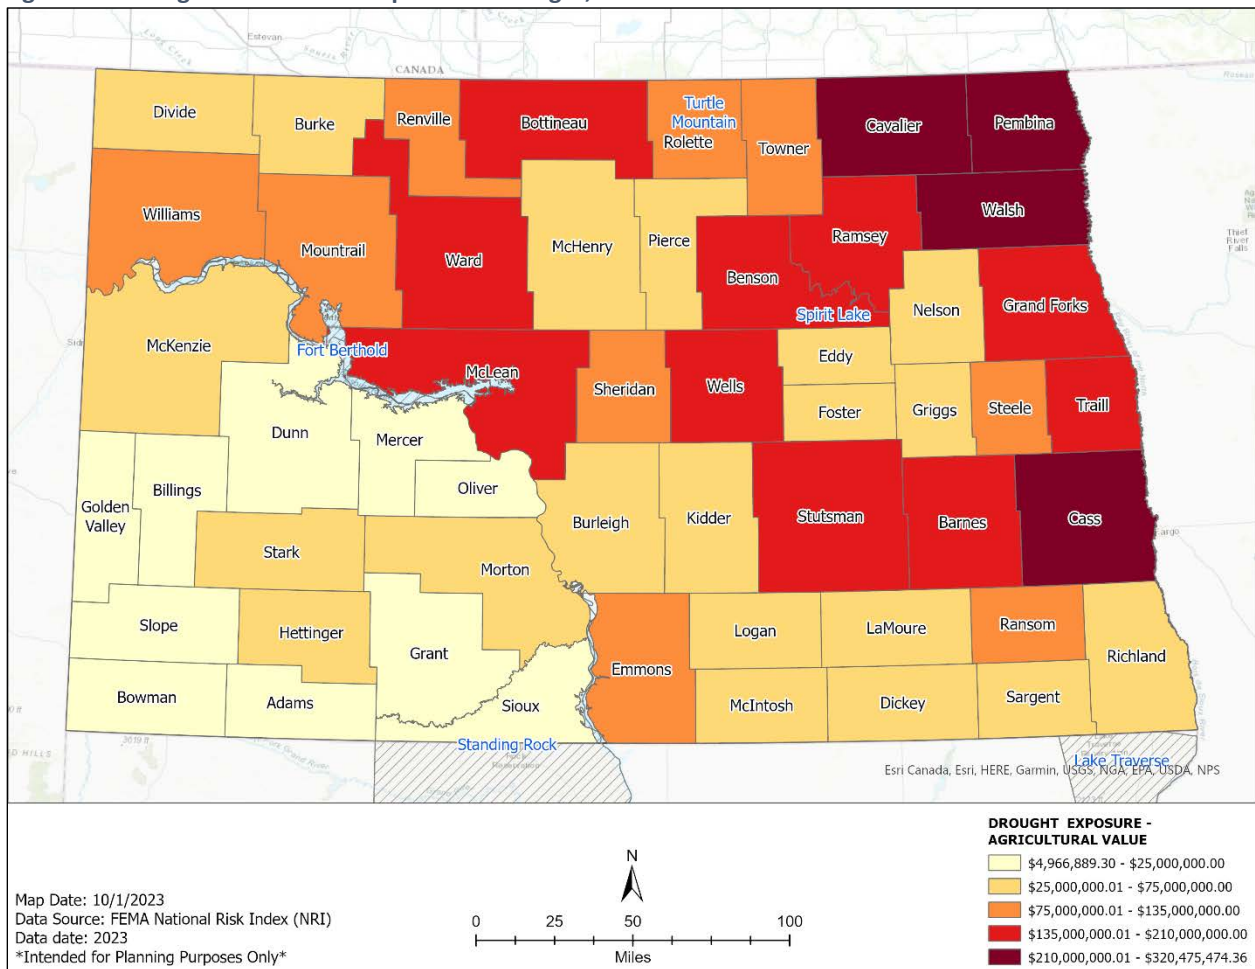 Estevan
CANADA
Divide
Burke
Renville
Bottineau
Turtle
Mountain
Rolette
Towner
Cavalier
Pembina
Williams
Mountrail
Ward
McHenry
Pierce
Benson
Ramsey
Walsh
Thief
River
Falls
Spirit Lake
Nelson
Grand Forks
McKenzie
Fort Berthold
McLean
Sheridan
Wells
Eddy
Foster
Griggs
Steele
Traill
Dunn
Mercer
Oliver
Golden
Valley
Billings
Burleigh
Kidder
Stutsman
Barnes
Cass
Stark
Morton
Slope
Hettinger
Grant
Emmons
Logan
LaMoure
Ransom
Richland
Bowman
Adams
Sioux
McIntosh
Dickey
Sargent
Standing Rock
Lake Traverse
Esri Canada, Esri, HERE, Garmin, USGS, NGA, EPA, USDA, NPS
DROUGHT EXPOSURE -
AGRICULTURAL VALUE
$4,966,889.30 - $25,000,000.00
$25,000,000.01 - $75,000,000.00
$75,000,000.01 - $135,000,000.00
$135,000,000.01 - $210,000,000.00
$210,000,000.01 - $320,475,474.36
N
0 25 50 100
Miles
Map Date: 10/1/2023
Data Source: FEMA National Risk Index (NRI)
Data date: 2023
*Intended for Planning Purposes Only*